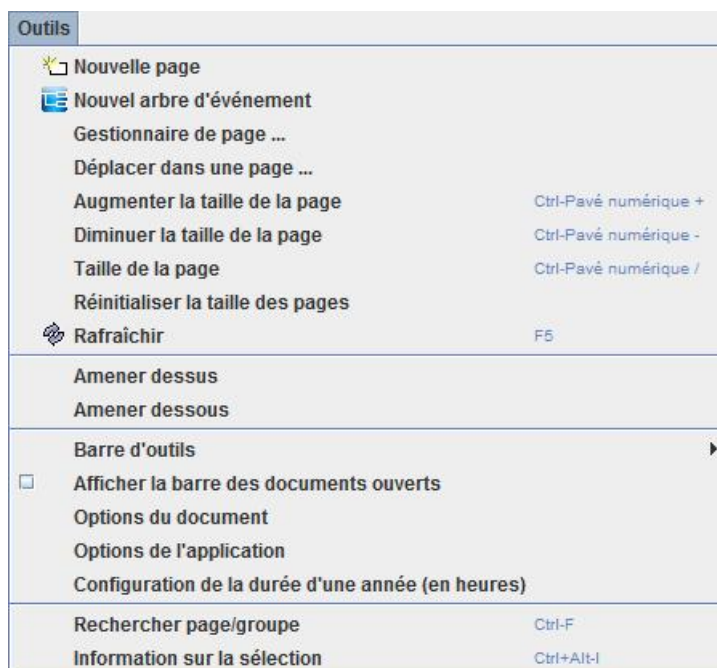 Outils
Nouvelle page
Nouvel arbre d'événement
Gestionnaire de page ...
Déplacer dans une page ...
Augmenter la taille de la page Ctrl-Pavé numérique +
Diminuer la taille de la page Ctrl-Pavé numérique -
Taille de la page Ctrl-Pavé numérique /
Réinitialiser la taille des pages
Rafraîchir F5
Amener dessus
Amener dessous
Barre d'outils
Afficher la barre des documents ouverts
Options du document
Options de l'application
Configuration de la durée d'une année (en heures)
Rechercher page/groupe Ctrl-F
Information sur la sélection Ctrl+Alt-I